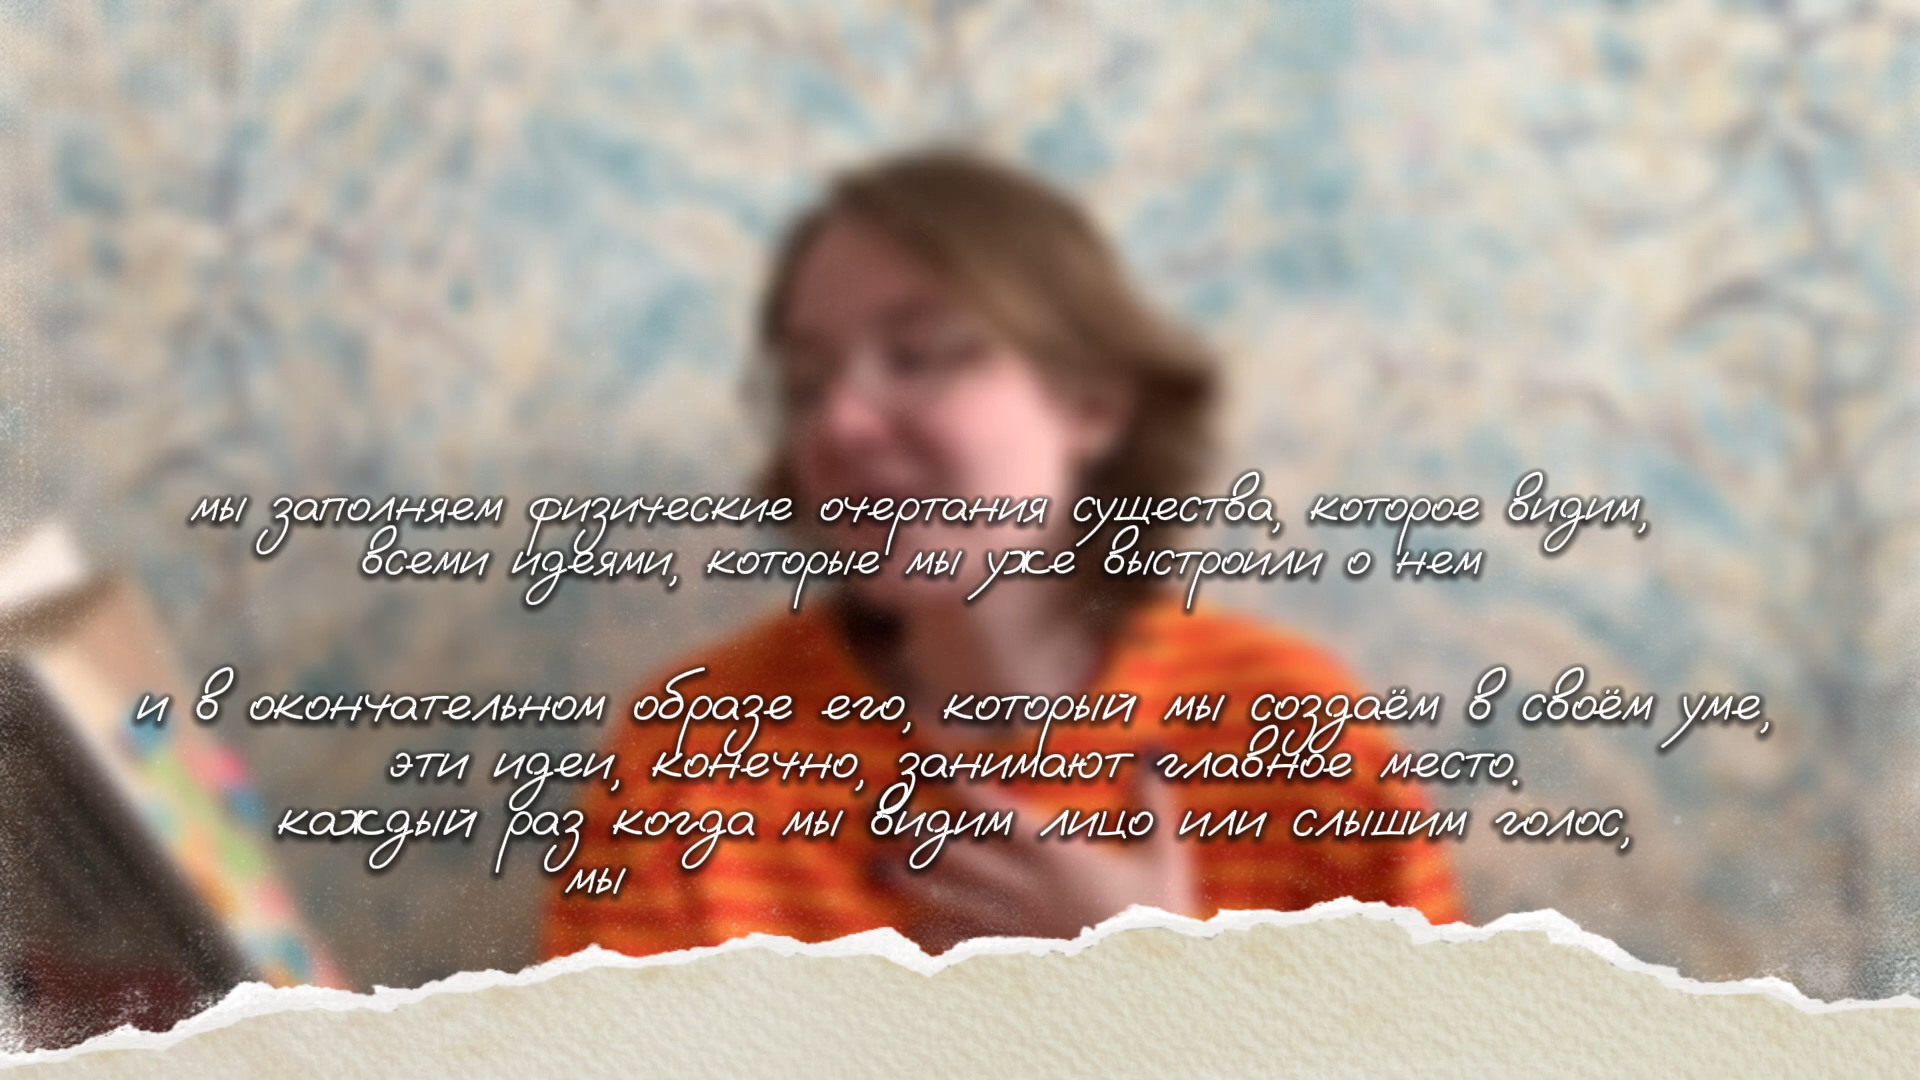 мы заполняем физические очертания существа, которое видим,
всеми идеями, которые мы уже выстроили о нем
и в окончательном образе его, который мы создаём в своём уме,
эти идеи, конечно, занимают главное место.
каждый раз когда мы видим лицо или слышим голос,
мы